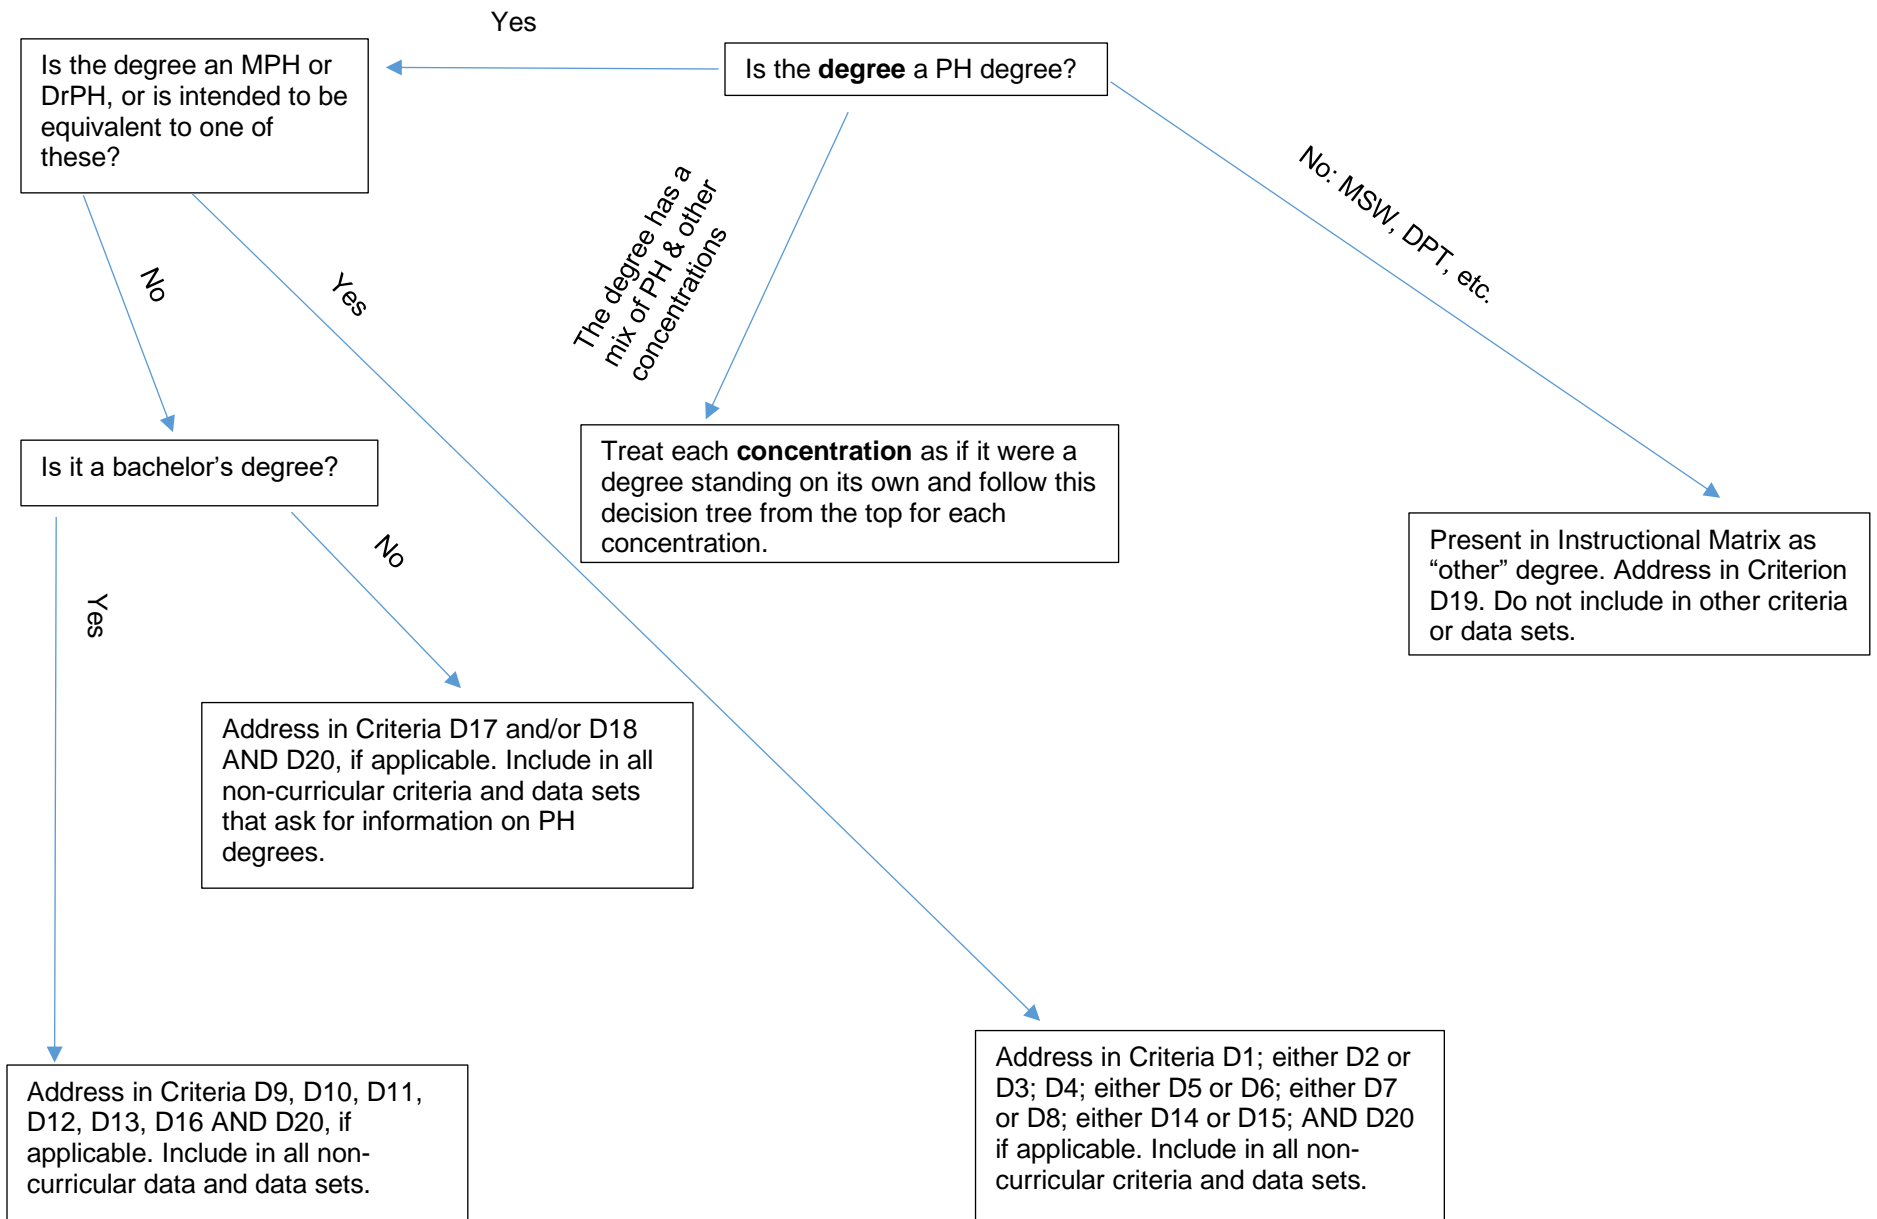 Yes
Is the degree an MPH or
DrPH, or is intended to be
equivalent to one of
these?
Is the degree a PH degree?
No: MSW, DPT, etc.
The degree has a
mix of PH & other
concentrations
No
Yes
Is it a bachelor’s degree?
Treat each concentration as if it were a
degree standing on its own and follow this
decision tree from the top for each
concentration.
Present in Instructional Matrix as
“other” degree. Address in Criterion
D19. Do not include in other criteria
or data sets.
No
Yes
Address in Criteria D17 and/or D18
AND D20, if applicable. Include in all
non-curricular criteria and data sets
that ask for information on PH
degrees.
Address in Criteria D9, D10, D11,
D12, D13, D16 AND D20, if
applicable. Include in all non-
curricular data and data sets.
Address in Criteria D1; either D2 or
D3; D4; either D5 or D6; either D7
or D8; either D14 or D15; AND D20
if applicable. Include in all non-
curricular criteria and data sets.